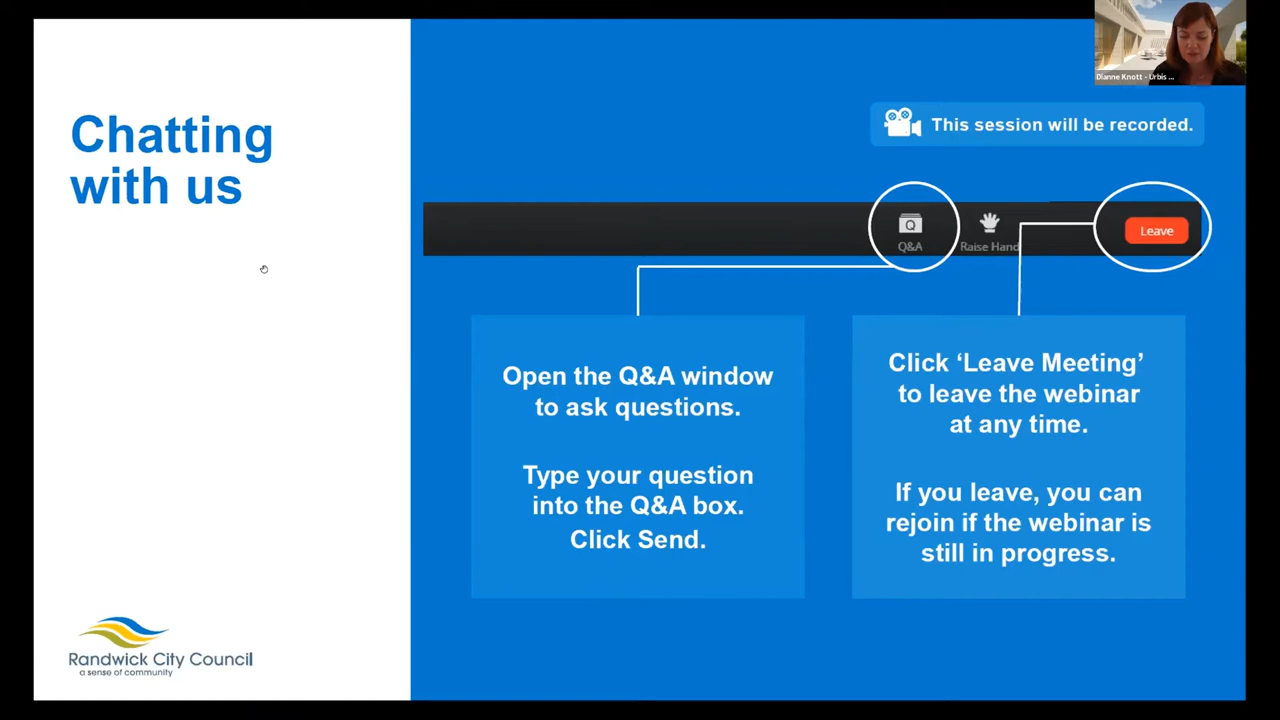 Chatting
with us
Dianne Knott - Urbis ...
This session will be recorded.
Q
Q&A
Raise Hand
Leave
Open the Q&A window
to ask questions.
Type your question
into the Q&A box.
Click Send.
Click ‘Leave Meeting’
to leave the webinar
at any time.
If you leave, you can
rejoin if the webinar is
still in progress.
Randwick City Council
a sense of community